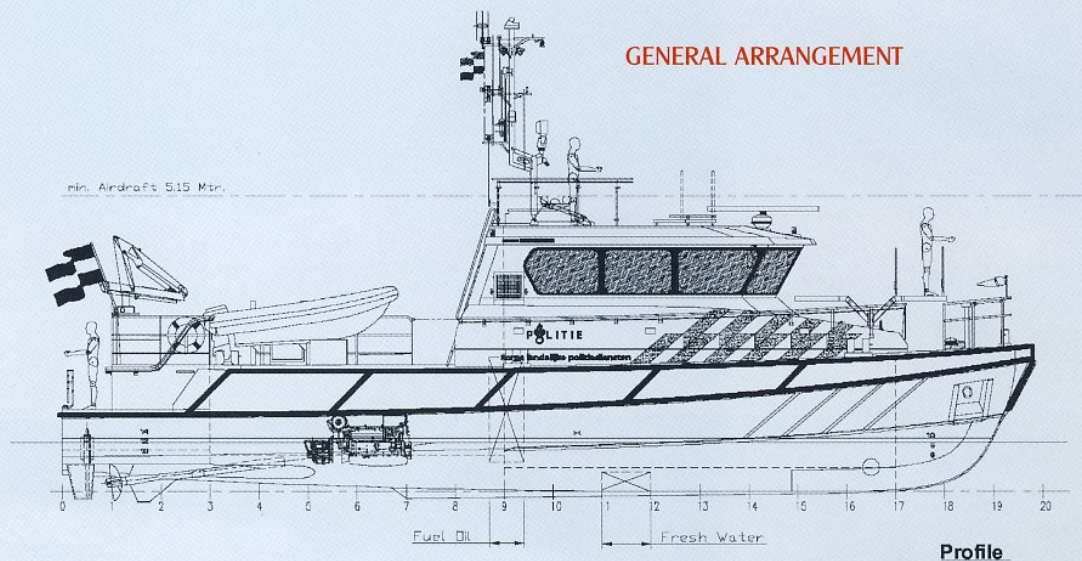 GENERAL ARRANGEMENT
min. Airdraft 5.15 Mtr.
POLITIE
Korps landelijke politiediensten
0 1 2 3 4 5 6 7 8 9 10 11 12 13 14 15 16 17 18 19 20
Fuel Oil
Fresh Water
Profile